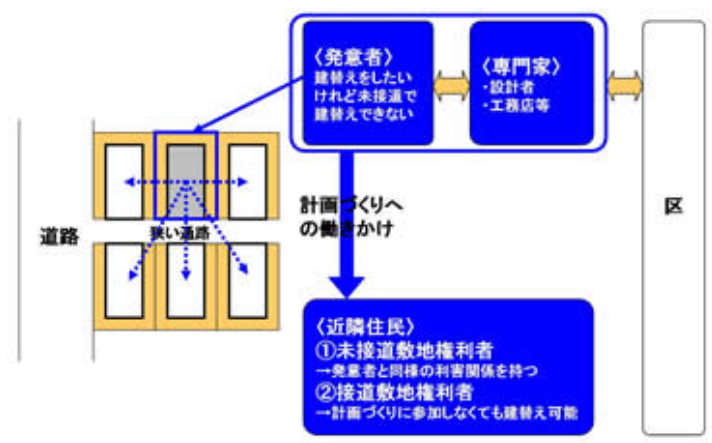 〈発意者〉
建替えをしたい
けれど未接道で
建替えできない
〈専門家〉
・設計者
・工務店等
区
道路
狭い通路
計画づくりへ
の働きかけ
〈近隣住民〉
①未接道敷地権利者
→発意者と同様の利害関係を持つ
②接道敷地権利者
→計画づくりに参加しなくても建替え可能